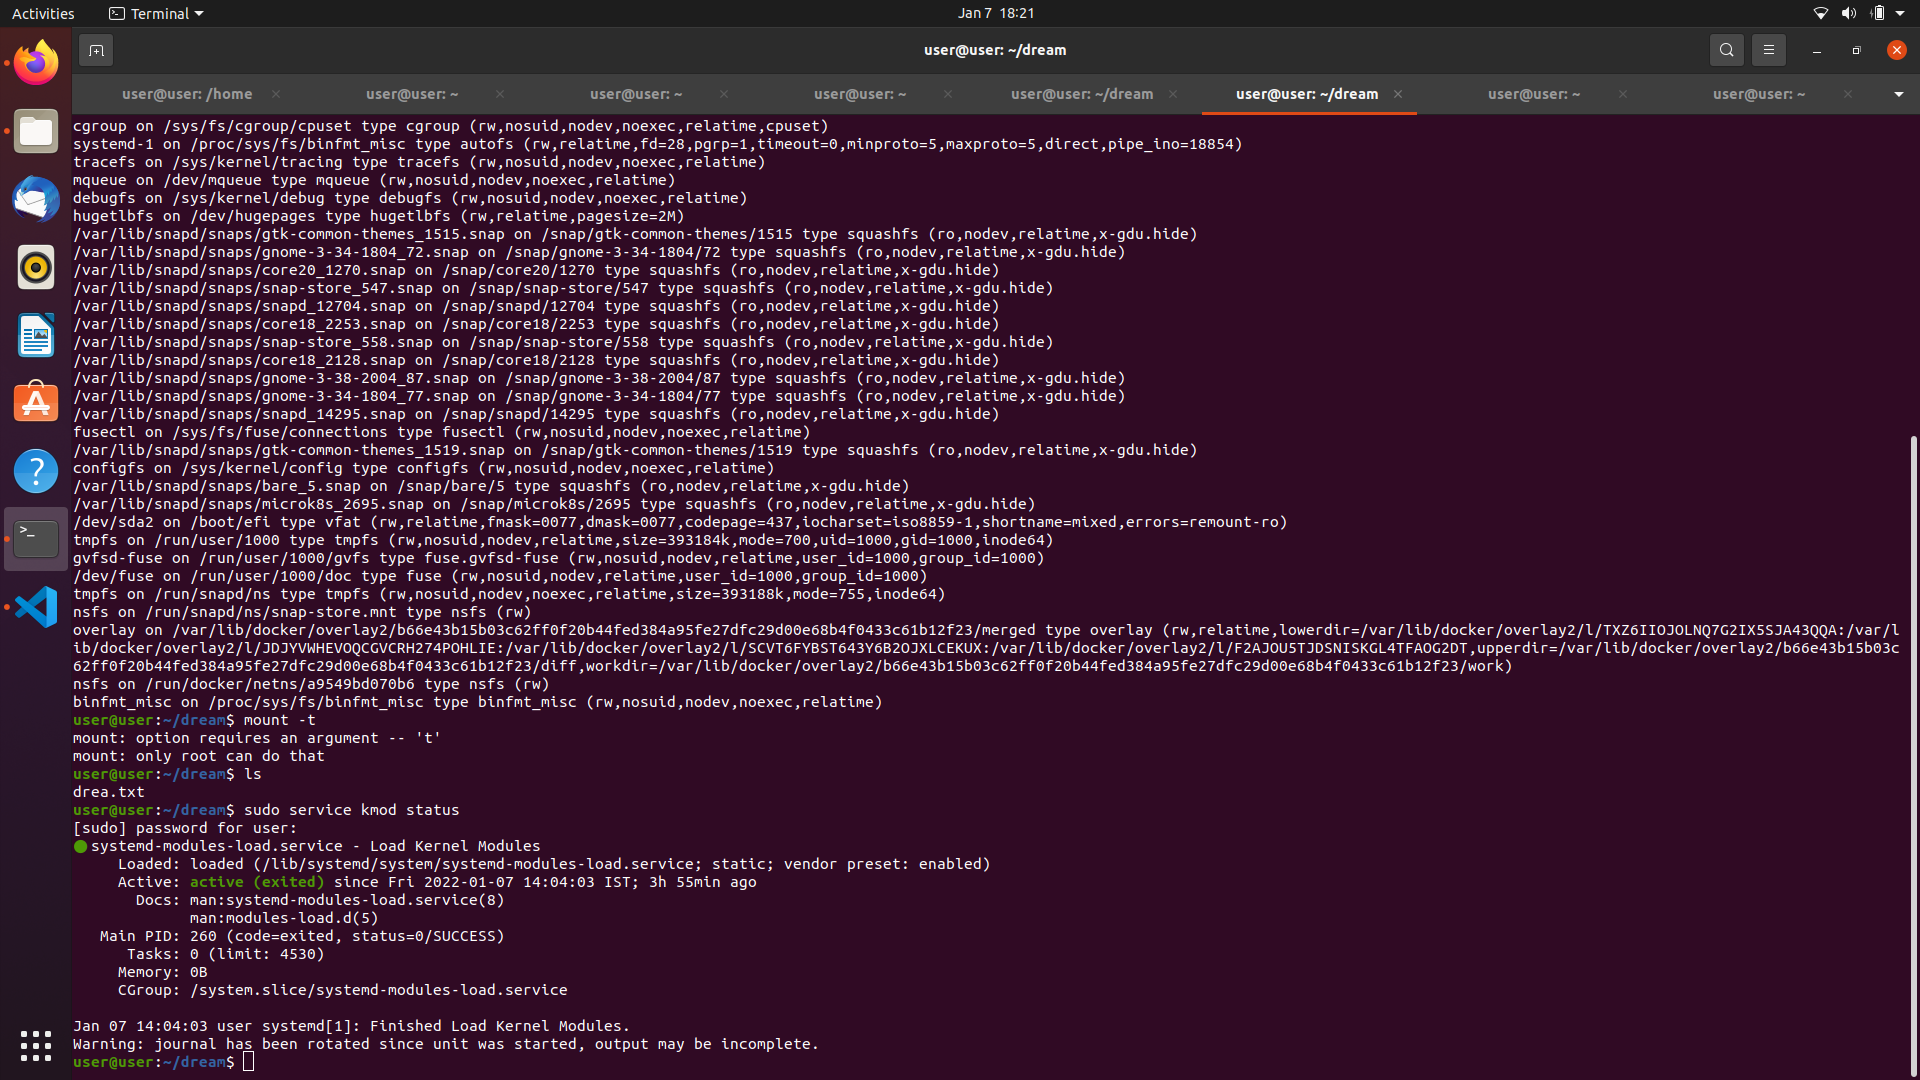 Activities
Terminal
Jan 7 18:21
user@user: ~/dream
user@user: /home
user@user: ~
user@user: ~
user@user: ~
user@user: ~/dream
user@user: ~/dream
user@user: ~
user@user: ~
cgroup on /sys/fs/cgroup/cpuset type cgroup (rw,nosuid,nodev,noexec,relatime,cpuset)
systemd-1 on /proc/sys/fs/binfmt_misc type autofs (rw,relatime,fd=28,pgrp=1,timeout=0,minproto=5,maxproto=5,direct,pipe_ino=18854)
tracefs on /sys/kernel/tracing type tracefs (rw,nosuid,nodev,noexec,relatime)
mqueue on /dev/mqueue type mqueue (rw,nosuid,nodev,noexec,relatime)
debugfs on /sys/kernel/debug type debugfs (rw,nosuid,nodev,noexec,relatime)
hugetlbfs on /dev/hugepages type hugetlbfs (rw,relatime,pagesize=2M)
/var/lib/snapd/snaps/gtk-common-themes_1515.snap on /snap/gtk-common-themes/1515 type squashfs (ro,nodev,relatime,x-gdu.hide)
/var/lib/snapd/snaps/gnome-3-34-1804_72.snap on /snap/gnome-3-34-1804/72 type squashfs (ro,nodev,relatime,x-gdu.hide)
/var/lib/snapd/snaps/core20_1270.snap on /snap/core20/1270 type squashfs (ro,nodev,relatime,x-gdu.hide)
/var/lib/snapd/snaps/snap-store_547.snap on /snap/snap-store/547 type squashfs (ro,nodev,relatime,x-gdu.hide)
/var/lib/snapd/snaps/snapd_12704.snap on /snap/snapd/12704 type squashfs (ro,nodev,relatime,x-gdu.hide)
/var/lib/snapd/snaps/core18_2253.snap on /snap/core18/2253 type squashfs (ro,nodev,relatime,x-gdu.hide)
/var/lib/snapd/snaps/snap-store_558.snap on /snap/snap-store/558 type squashfs (ro,nodev,relatime,x-gdu.hide)
/var/lib/snapd/snaps/core18_2128.snap on /snap/core18/2128 type squashfs (ro,nodev,relatime,x-gdu.hide)
/var/lib/snapd/snaps/gnome-3-38-2004_87.snap on /snap/gnome-3-38-2004/87 type squashfs (ro,nodev,relatime,x-gdu.hide)
/var/lib/snapd/snaps/gnome-3-34-1804_77.snap on /snap/gnome-3-34-1804/77 type squashfs (ro,nodev,relatime,x-gdu.hide)
/var/lib/snapd/snaps/snapd_14295.snap on /snap/snapd/14295 type squashfs (ro,nodev,relatime,x-gdu.hide)
fusectl on /sys/fs/fuse/connections type fusectl (rw,nosuid,nodev,noexec,relatime)
/var/lib/snapd/snaps/gtk-common-themes_1519.snap on /snap/gtk-common-themes/1519 type squashfs (ro,nodev,relatime,x-gdu.hide)
configfs on /sys/kernel/config type configfs (rw,nosuid,nodev,noexec,relatime)
/var/lib/snapd/snaps/bare_5.snap on /snap/bare/5 type squashfs (ro,nodev,relatime,x-gdu.hide)
/var/lib/snapd/snaps/microk8s_2695.snap on /snap/microk8s/2695 type squashfs (ro,nodev,relatime,x-gdu.hide)
/dev/sda2 on /boot/efi type vfat (rw,relatime,fmask=0077,dmask=0077,codepage=437,iocharset=iso8859-1,shortname=mixed,errors=remount-ro)
tmpfs on /run/user/1000 type tmpfs (rw,nosuid,nodev,relatime,size=393184k,mode=700,uid=1000,gid=1000,inode64)
gvfsd-fuse on /run/user/1000/gvfs type fuse.gvfsd-fuse (rw,nosuid,nodev,relatime,user_id=1000,group_id=1000)
/dev/fuse on /run/user/1000/doc type fuse (rw,nosuid,nodev,relatime,user_id=1000,group_id=1000)
tmpfs on /run/snapd/ns type tmpfs (rw,nosuid,nodev,noexec,relatime,size=393188k,mode=755,inode64)
nsfs on /run/snapd/ns/snap-store.mnt type nsfs (rw)
overlay on /var/lib/docker/overlay2/b66e43b15b03c62ff0f20b44fed384a95fe27dfc29d00e68b4f0433c61b12f23/merged type overlay (rw,relatime,lowerdir=/var/lib/docker/overlay2/l/TXZ6IIOJOLNQ7G2IX5SJA43QQA:/var/l
ib/docker/overlay2/l/JDJYVWHEVOQCGVCRH274POHLIE:/var/lib/docker/overlay2/l/SCVT6FYBST643Y6B2OJXLCEKUX:/var/lib/docker/overlay2/l/F2AJOU5TJDSNISKGL4TFAOG2DT,upperdir=/var/lib/docker/overlay2/b66e43b15b03c
62ff0f20b44fed384a95fe27dfc29d00e68b4f0433c61b12f23/diff,workdir=/var/lib/docker/overlay2/b66e43b15b03c62ff0f20b44fed384a95fe27dfc29d00e68b4f0433c61b12f23/work)
nsfs on /run/docker/netns/a9549bd070b6 type nsfs (rw)
binfmt_misc on /proc/sys/fs/binfmt_misc type binfmt_misc (rw,nosuid,nodev,noexec,relatime)
user@user:~/dream$ mount -t
mount: option requires an argument -- 't'
mount: only root can do that
user@user:~/dream$ ls
drea.txt
user@user:~/dream$ sudo service kmod status
[sudo] password for user:
systemd-modules-load.service - Load Kernel Modules
Loaded: loaded (/lib/systemd/system/systemd-modules-load.service; static; vendor preset: enabled)
Active: active (exited) since Fri 2022-01-07 14:04:03 IST; 3h 55min ago
Docs: man:systemd-modules-load.service(8)
man:modules-load.d(5)
Main PID: 260 (code=exited, status=0/SUCCESS)
Tasks: 0 (limit: 4530)
Memory: 0B
CGroup: /system.slice/systemd-modules-load.service
Jan 07 14:04:03 user systemd[1]: Finished Load Kernel Modules.
Warning: journal has been rotated since unit was started, output may be incomplete.
user@user:~/dream$